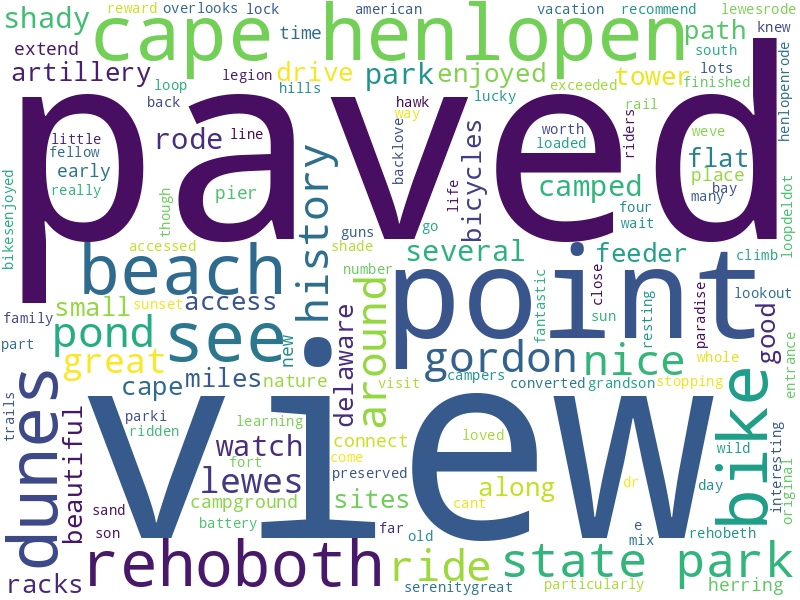 reward overlooks lock american vacation recommend lewesrode
shady cape henlopen path knew
extend time south
artillery legion drive park enjoyed tower lots finished
loop hills exceeded
back hawk lucky rail
paved
little line rode way worth weve
fellow loaded riders flat
early backlove place
really history bicycles camped bay
pier life four many
though guns go wait
bikesenjoyed henlopenrode loopdeldot
accessed shade several feeder climb
beach number point close
sunset fantastic lookout
small access around sun resting paradise
family see delaware good
part pond new gordon nice whole entrance
great miles nature campers converted grandson stopping
cape visit
trails dunes view bike
parki learning loved
ridden watch connect wild
beautiful fort come interesting
lewes preserved cant along dr day original
sand campground sites
son battery far old e rehobeth
mix
rehoboth ride state park
racks serenitygreat particularly herring